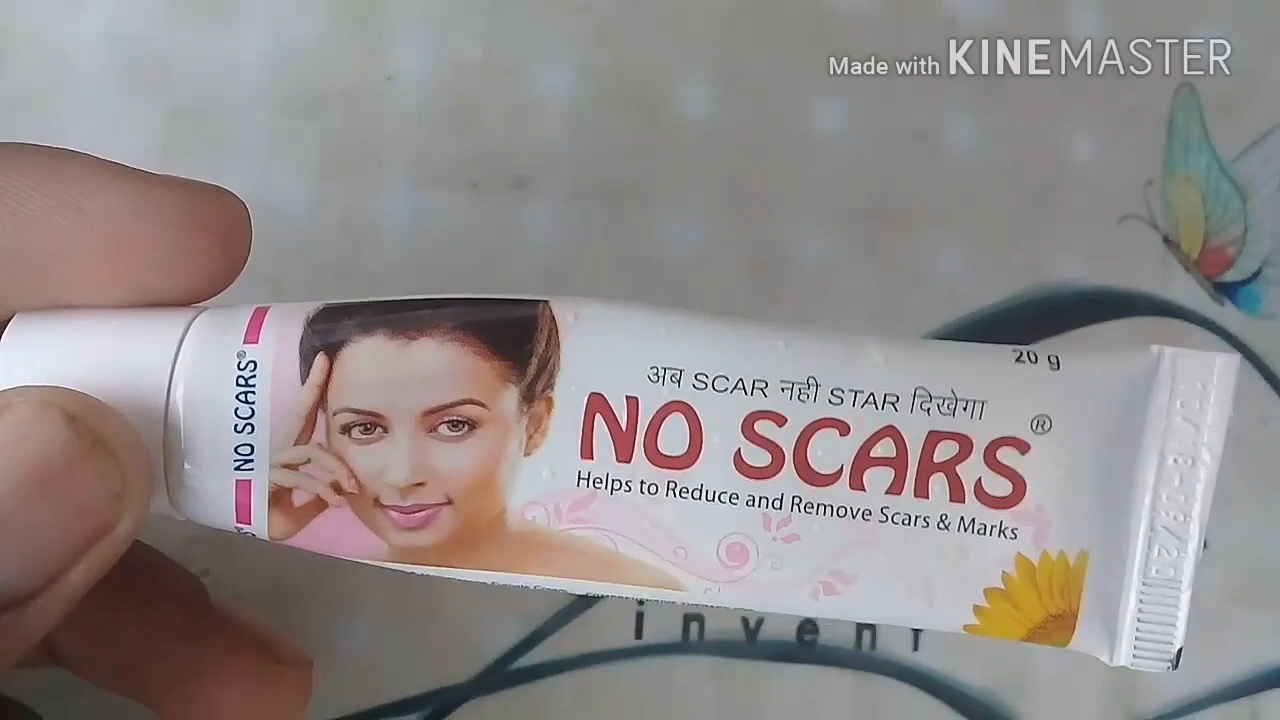 Made with KINEMASTER
20 g
अब SCAR नही STAR दिखेगा
NO SCARS®
Helps to Reduce and Remove Scars & Marks
NO SCARS®
invent